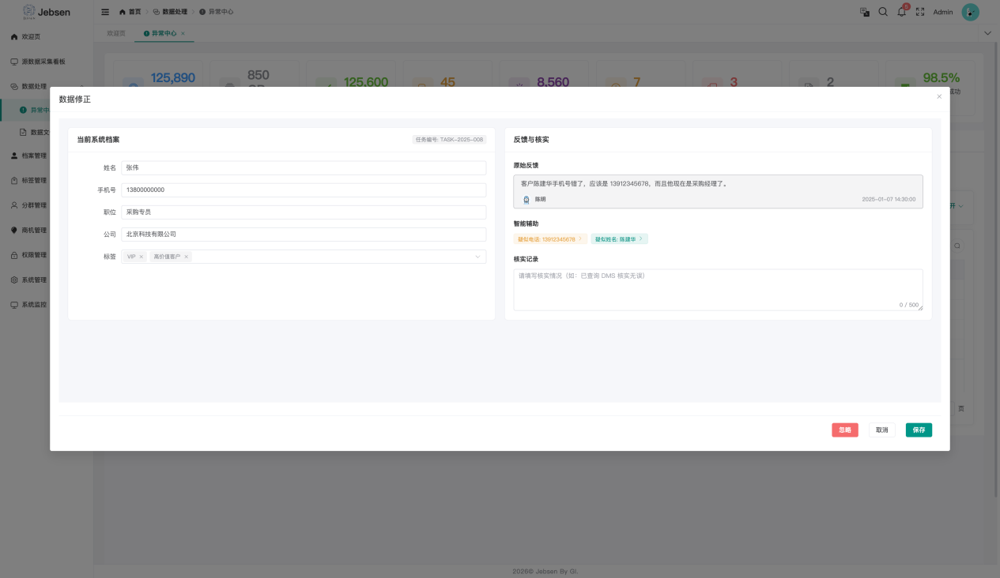 Jebsen
首页
数据处理
异常中心
5
Admin
欢迎页
欢迎页
异常中心 ×
源数据采集看板
数据处理
异常中
数据文
档案管理
标签管理
分群管理
商机管理
权限管理
系统管理
系统监控
125,890
850
125,600
45
8,560
7
3
2
98.5%
数据修正
当前系统档案
任务编号: TASK-2025-008
姓名 张伟
手机号 13800000000
职位 采购专员
公司 北京科技有限公司
标签 VIP × 高价值客户 ×
反馈与核实
原始反馈
客户陈建华手机号错了，应该是 13912345678，而且他现在是采购经理了。
陈明 2025-01-07 14:30:00
智能辅助
疑似电话: 13912345678 疑似姓名: 陈建华
核实记录
请填写核实情况（如：已查询 DMS 核实无误）
0 / 500
开
页
忽略 取消 保存
2026© Jebsen By GI.